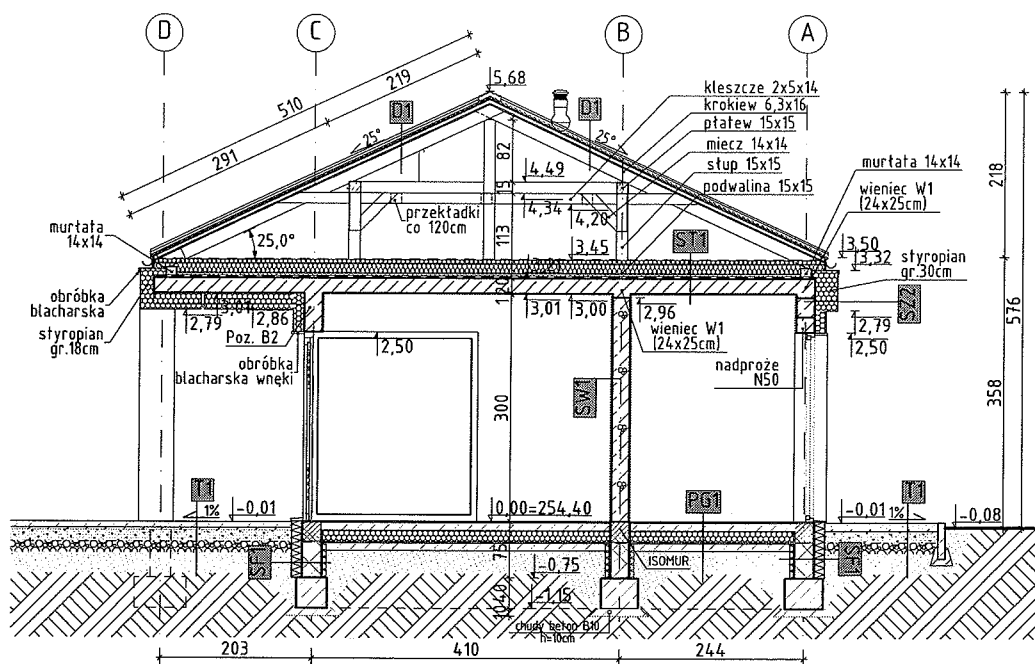 D
C
B
A
219
510
291
5,68
25°
D1
D1
25°
kleszcze 2x5x14
krokiew 6,3x16
płatew 15x15
miecz 14x14
słup 15x15
podwalina 15x15
murłata 14x14
wieniec W1
(24x25cm)
82
15
4,49
4,34
4,20
przekładki
co 120cm
113
25,0°
3,45
ST1
murłata
14x14
3,50
3,32
styropian
gr.30cm
218
576
358
obróbka
blacharska
styropian
gr.18cm
2,79
3,01
2,86
3,01
3,00
2,96
Poz. B2
2,50
obróbka
blacharska wnęki
wieniec W1
(24x25cm)
SZ2
2,79
2,50
nadproże
N50
SW1
300
T1
1%
-0,01
0,00=254,40
PG1
-0,01
1%
T1
-0,08
75
-0,75
ISOMUR
40
-1,15
10
chudy beton B10
h=10cm
203
410
244